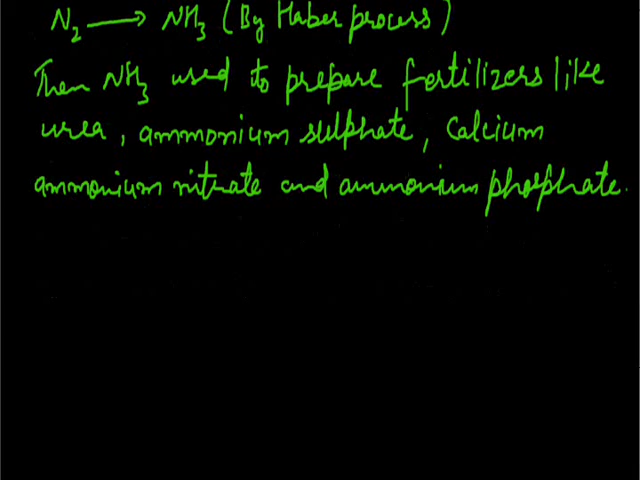 N₂ ⟶ NH₃ (By Haber process)
Then NH₃ used to prepare fertilizers like
urea, ammonium sulphate, Calcium
ammonium nitrate and ammonium phosphate.